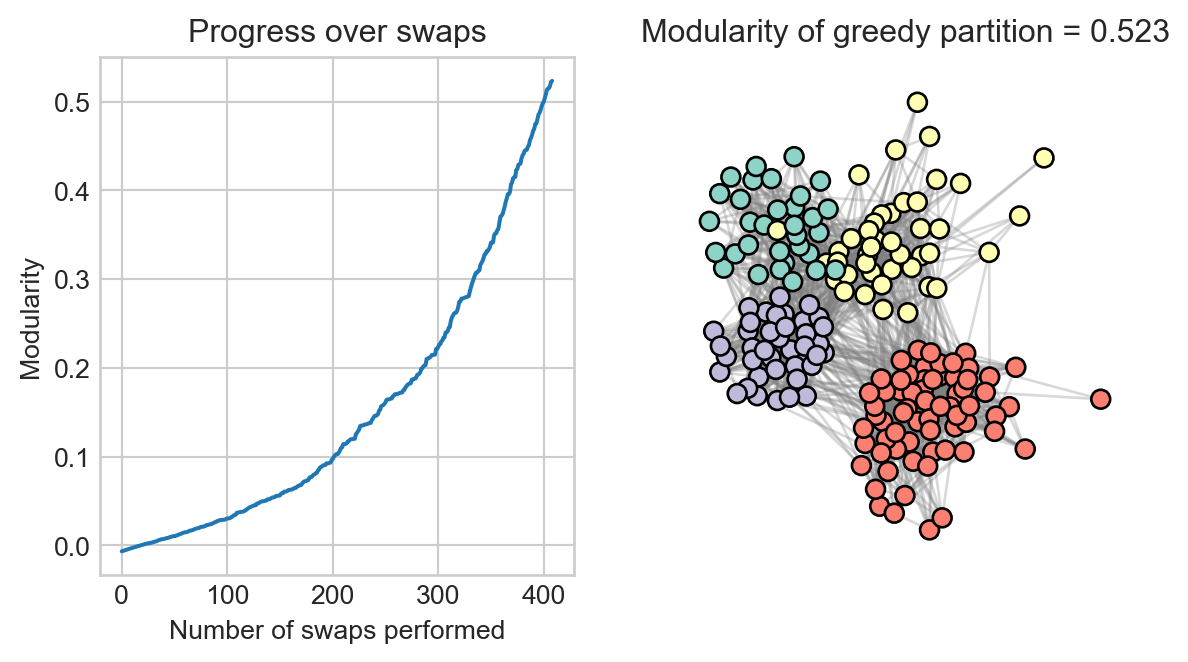 Progress over swaps
Modularity of greedy partition = 0.523
Modularity
0.5
0.4
0.3
0.2
0.1
0.0
0 100 200 300 400
Number of swaps performed